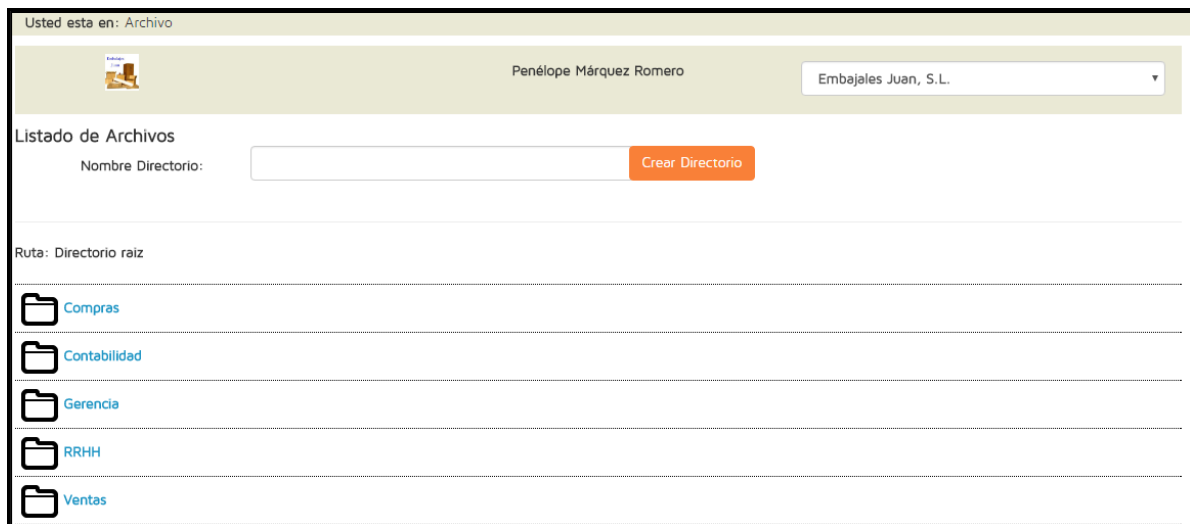 Usted esta en: Archivo
Penélope Márquez Romero
Embajales Juan, S.L.
Listado de Archivos
Nombre Directorio:
Crear Directorio
Ruta: Directorio raiz
Compras
Contabilidad
Gerencia
RRHH
Ventas